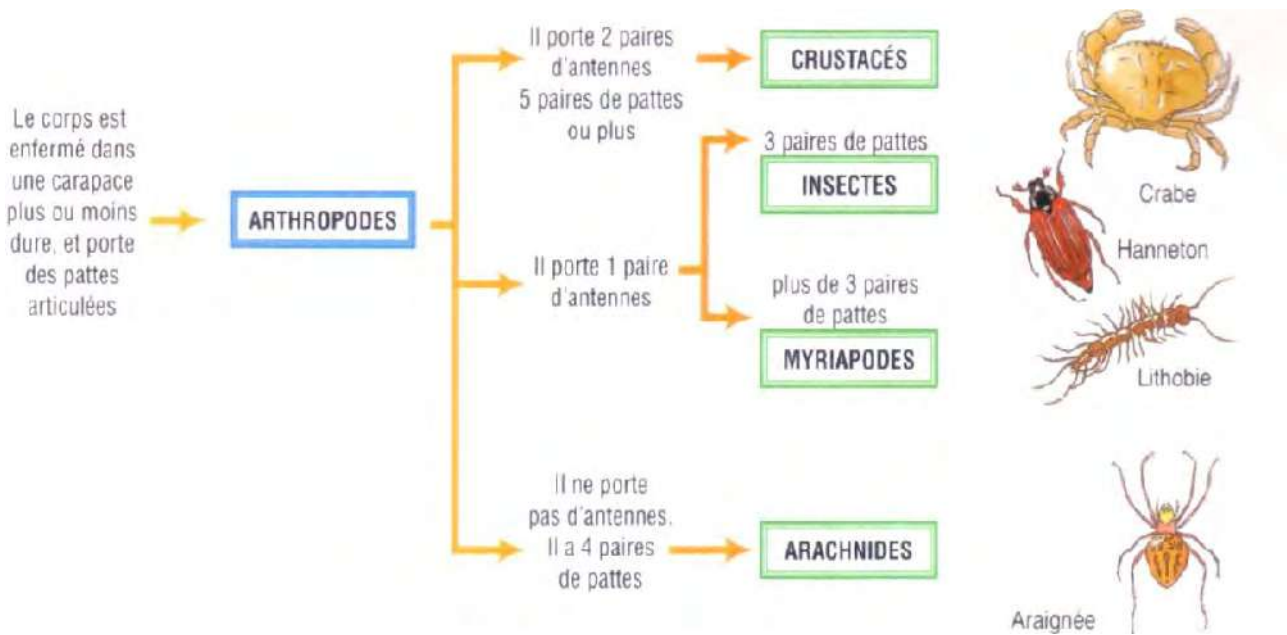 Le corps est
enfermé dans
une carapace
plus ou moins
dure, et porte
des pattes
articulées
ARTHROPODES
Il porte 2 paires
d'antennes
5 paires de pattes
ou plus
CRUSTACÉS
Il porte 1 paire
d'antennes
3 paires de pattes
INSECTES
plus de 3 paires
de pattes
MYRIAPODES
Il ne porte
pas d'antennes.
Il a 4 paires
de pattes
ARACHNIDES
Crabe
Hanneton
Lithobie
Araignée